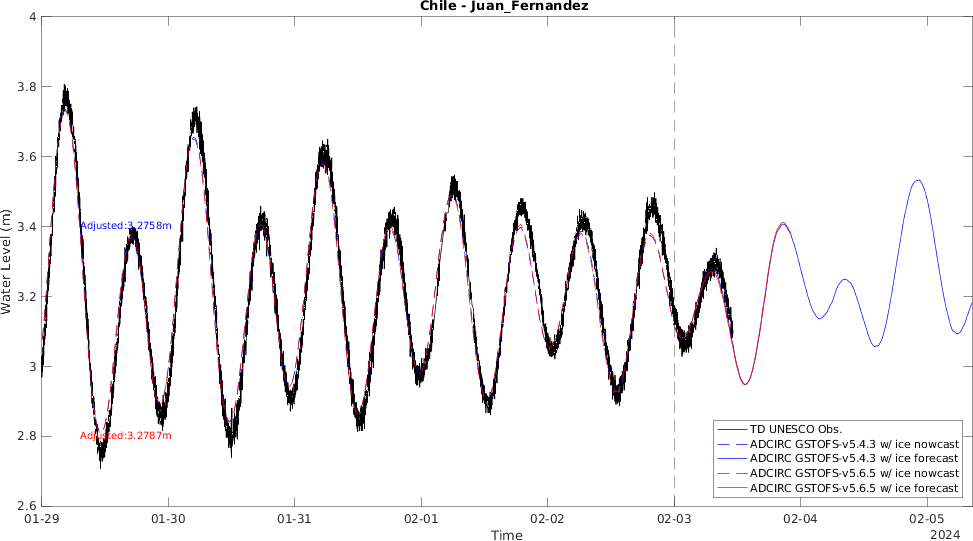 Chile - Juan_Fernandez
4
3.8
3.6
3.4
3.2
3
2.8
2.6
Water Level (m)
Adjusted:3.2758m
Adjusted:3.2787m
TD UNESCO Obs.
ADCIRC GSTOFS-v5.4.3 w/ ice nowcast
ADCIRC GSTOFS-v5.4.3 w/ ice forecast
ADCIRC GSTOFS-v5.6.5 w/ ice nowcast
ADCIRC GSTOFS-v5.6.5 w/ ice forecast
01-29 01-30 01-31 02-01 02-02 02-03 02-04 02-05
Time
2024